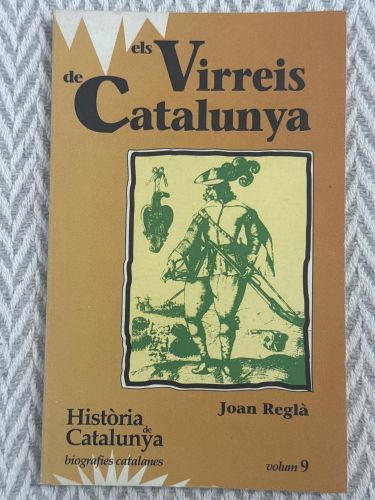 els Virreis
de Catalunya
Joan Reglà
Història
de
Catalunya
biografies catalanes
volum 9